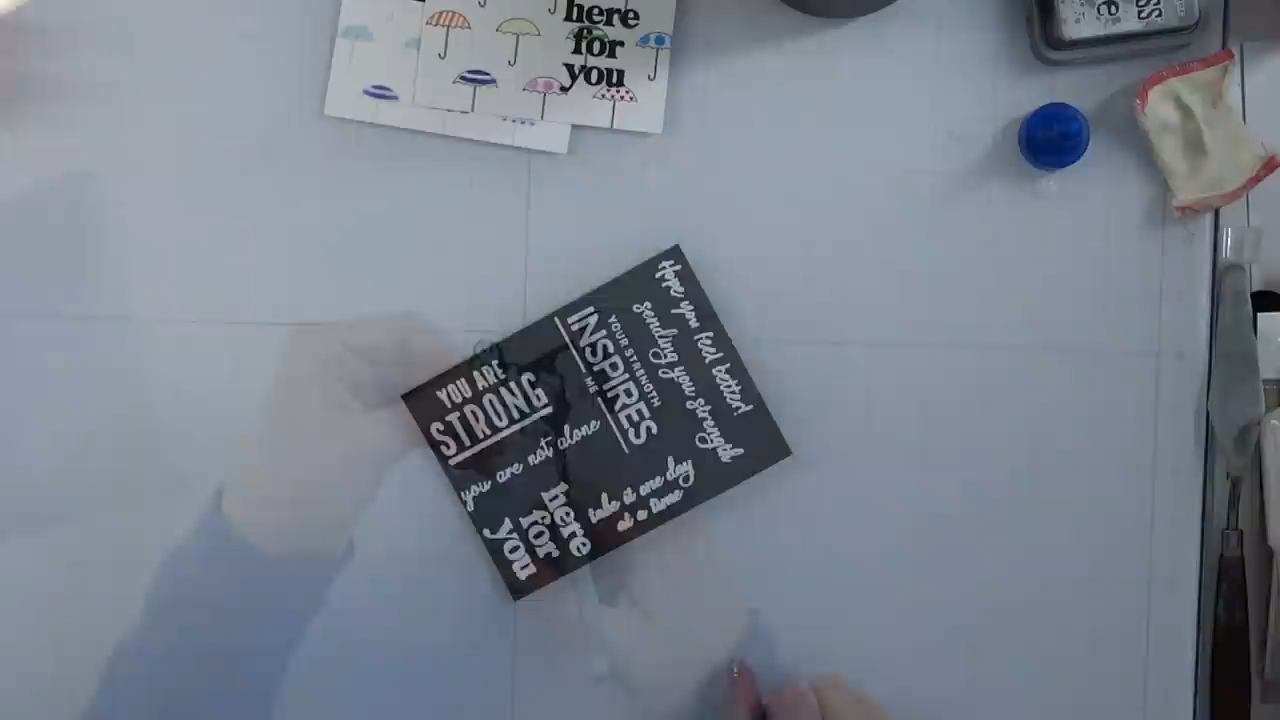 here
for
you
ss
e
Hope you feel better!
sending you strength
YOUR STRENGTH
INSPIRES
ME
YOU ARE
STRONG
you are not alone
take it one day
at a time
here
for
you